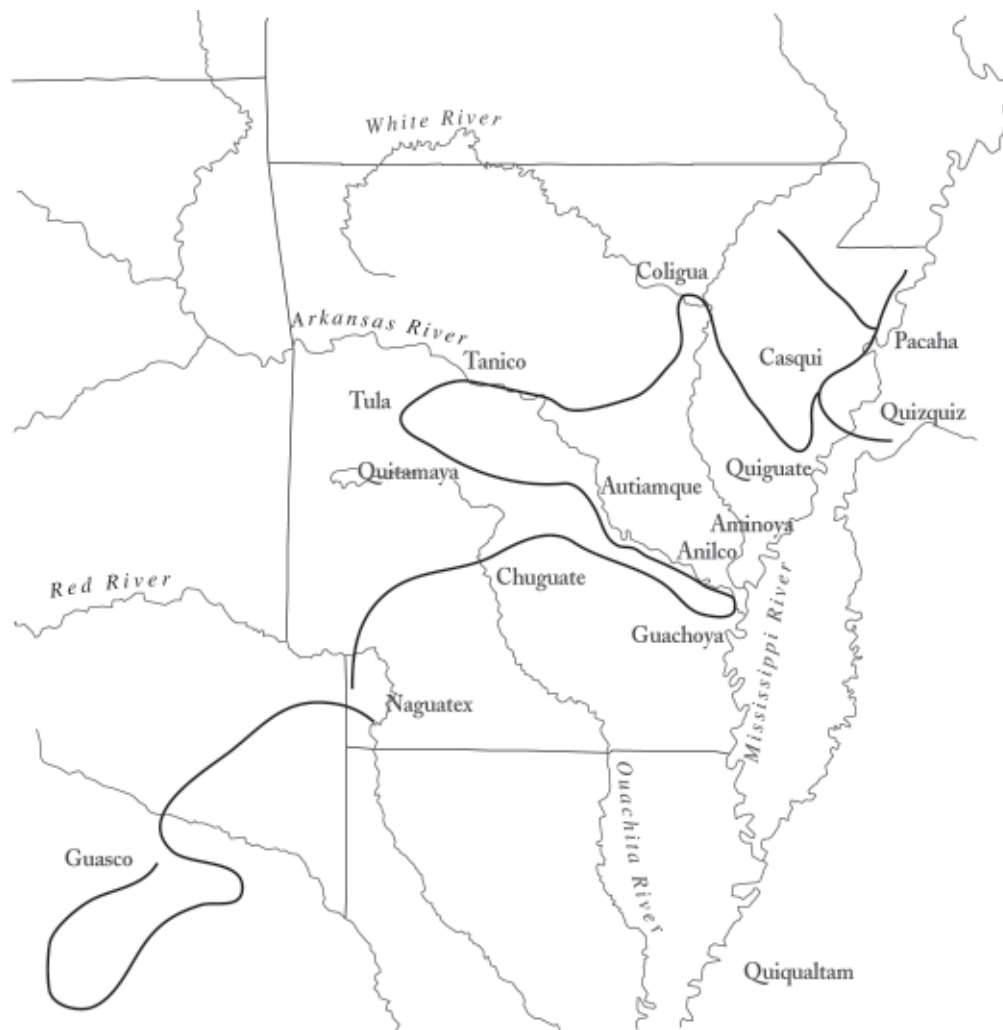 White River
Coligua
Arkansas River
Pacaha
Casqui
Tanico
Tula
Quizquiz
Quitamaya
Quiguate
Autiamque
Aminoya
Anilco
Red River
Chuguate
Guachoya
Mississippi River
Naguatex
Ouachita River
Guasco
Quiqualtam